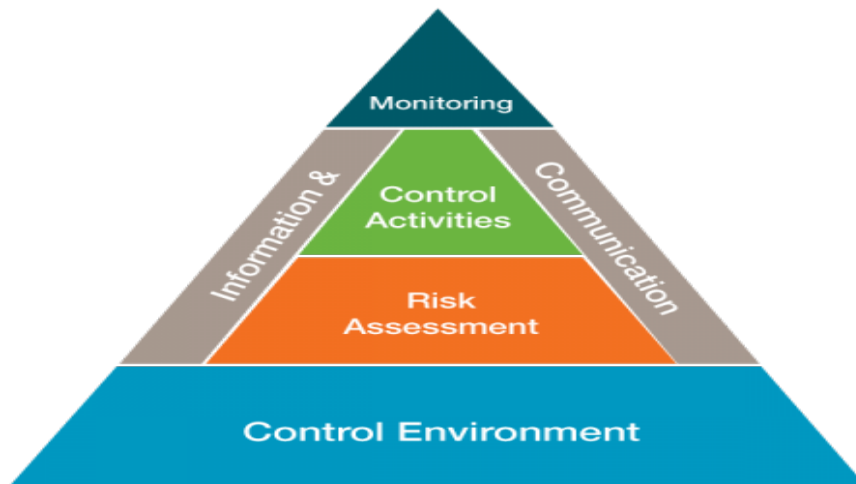 Monitoring
Information &
Communication
Control
Activities
Risk
Assessment
Control Environment